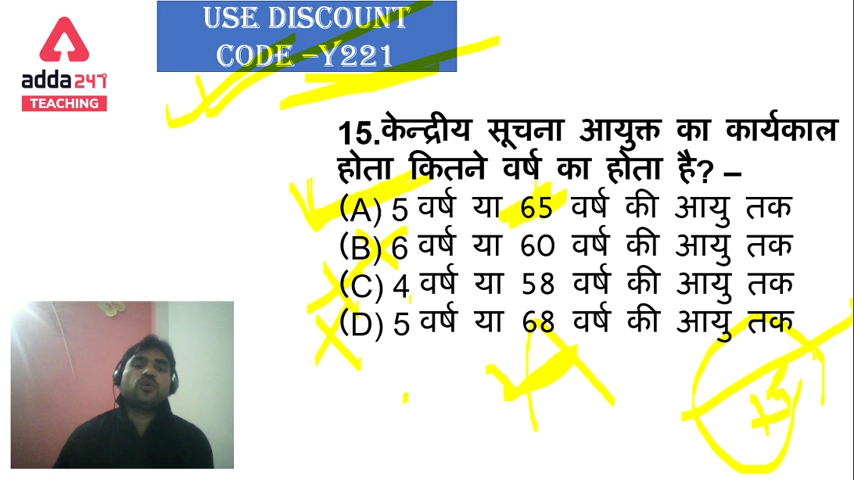 USE DISCOUNT
CODE –Y221
adda247
TEACHING
15.केन्द्रीय सूचना आयुक्त का कार्यकाल
होता कितने वर्ष का होता है? –
(A) 5 वर्ष या 65 वर्ष की आयु तक
(B) 6 वर्ष या 60 वर्ष की आयु तक
(C) 4 वर्ष या 58 वर्ष की आयु तक
(D) 5 वर्ष या 68 वर्ष की आयु तक